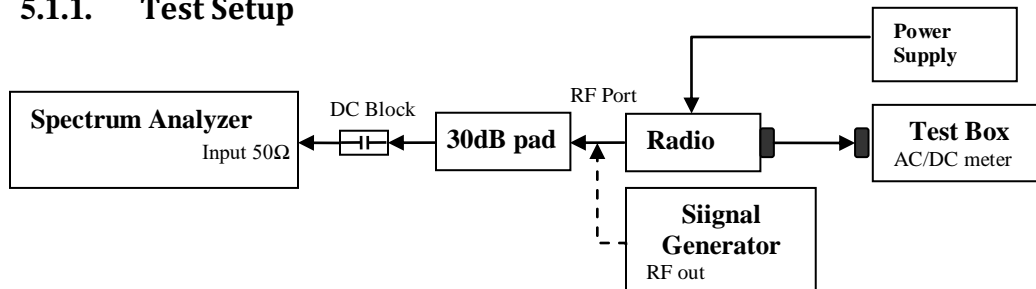 5.1.1. Test Setup
Power
Supply
DC Block
RF Port
Spectrum Analyzer
Input 50Ω
30dB pad
Radio
Test Box
AC/DC meter
Siignal
Generator
RF out